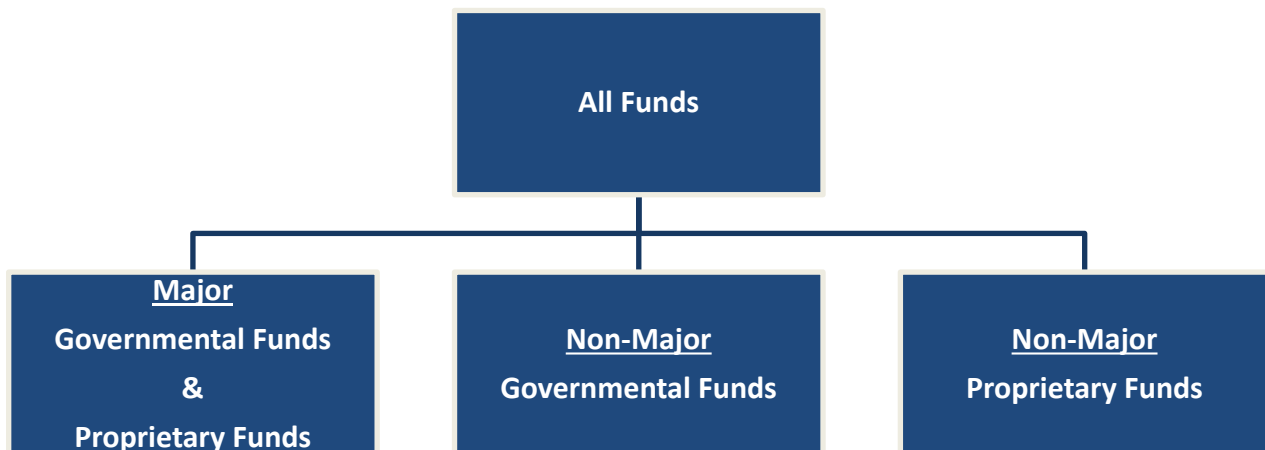 All Funds
Major
Governmental Funds
&
Proprietary Funds
Non-Major
Governmental Funds
Non-Major
Proprietary Funds